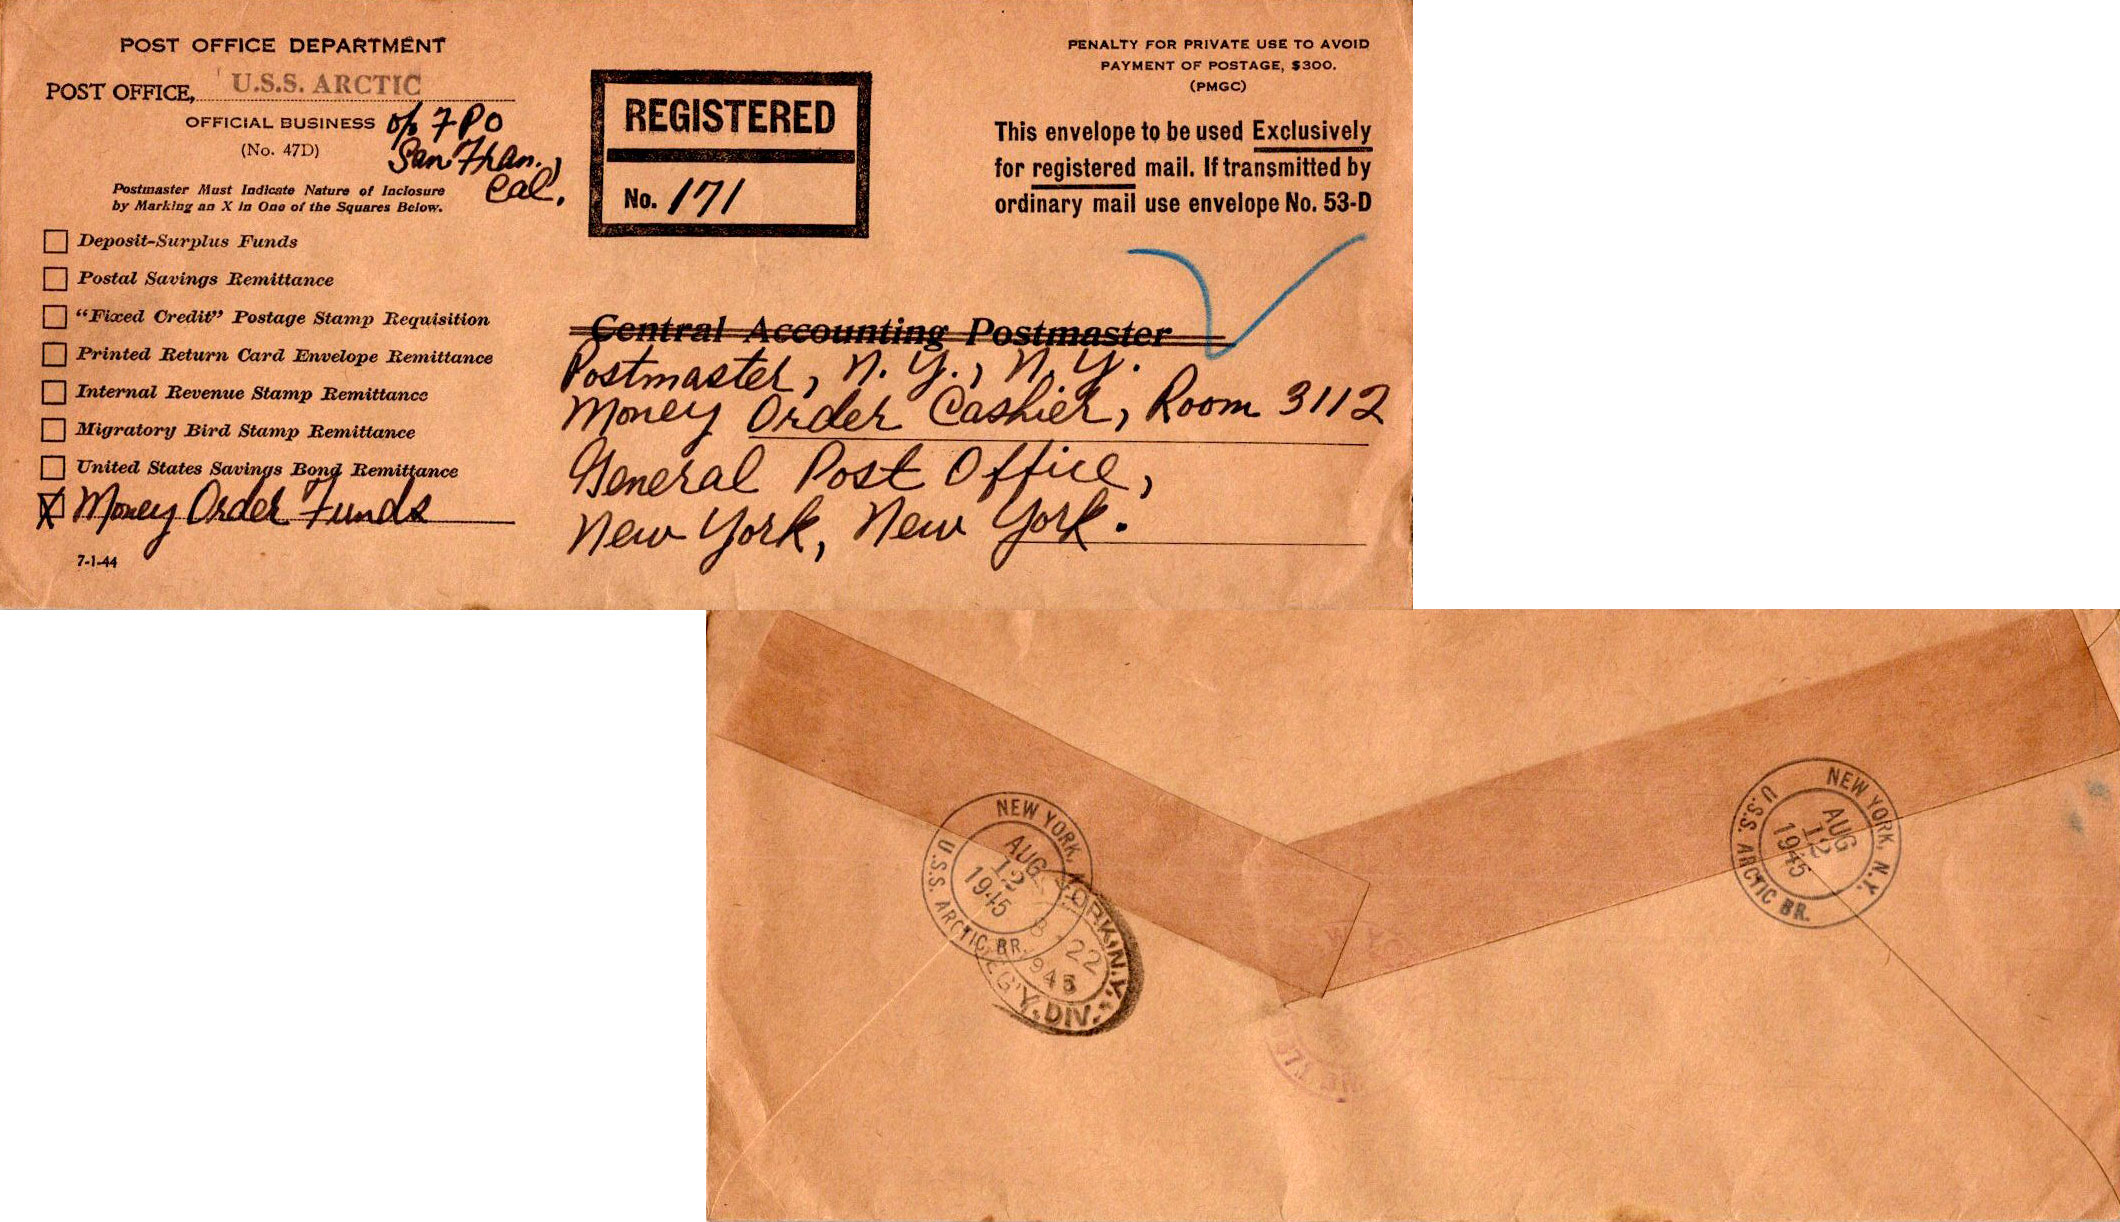 POST OFFICE DEPARTMENT
POST OFFICE, U.S.S. ARCTIC
OFFICIAL BUSINESS
(No. 47D)
℅ FPO
San Fran.,
Cal.
Postmaster Must Indicate Nature of Inclosure
by Marking an X in One of the Squares Below.
Deposit-Surplus Funds
Postal Savings Remittance
"Fixed Credit" Postage Stamp Requisition
Printed Return Card Envelope Remittance
Internal Revenue Stamp Remittance
Migratory Bird Stamp Remittance
United States Savings Bond Remittance
X Money Order Funds
7-1-44
REGISTERED
No. 171
PENALTY FOR PRIVATE USE TO AVOID
PAYMENT OF POSTAGE, $300.
(PMGC)
This envelope to be used Exclusively
for registered mail. If transmitted by
ordinary mail use envelope No. 53-D
Central Accounting Postmaster
Postmaster, N.Y., N.Y.
Money Order Cashier, Room 3112
General Post Office,
New York, New York.
NEW YORK,
U.S.S. ARCTIC BR.
AUG
12
1945
YORK, N.Y.
8 22
1945
G'Y. DIV.
NEW YORK, N.Y.
U.S.S. ARCTIC BR.
AUG
12
1945